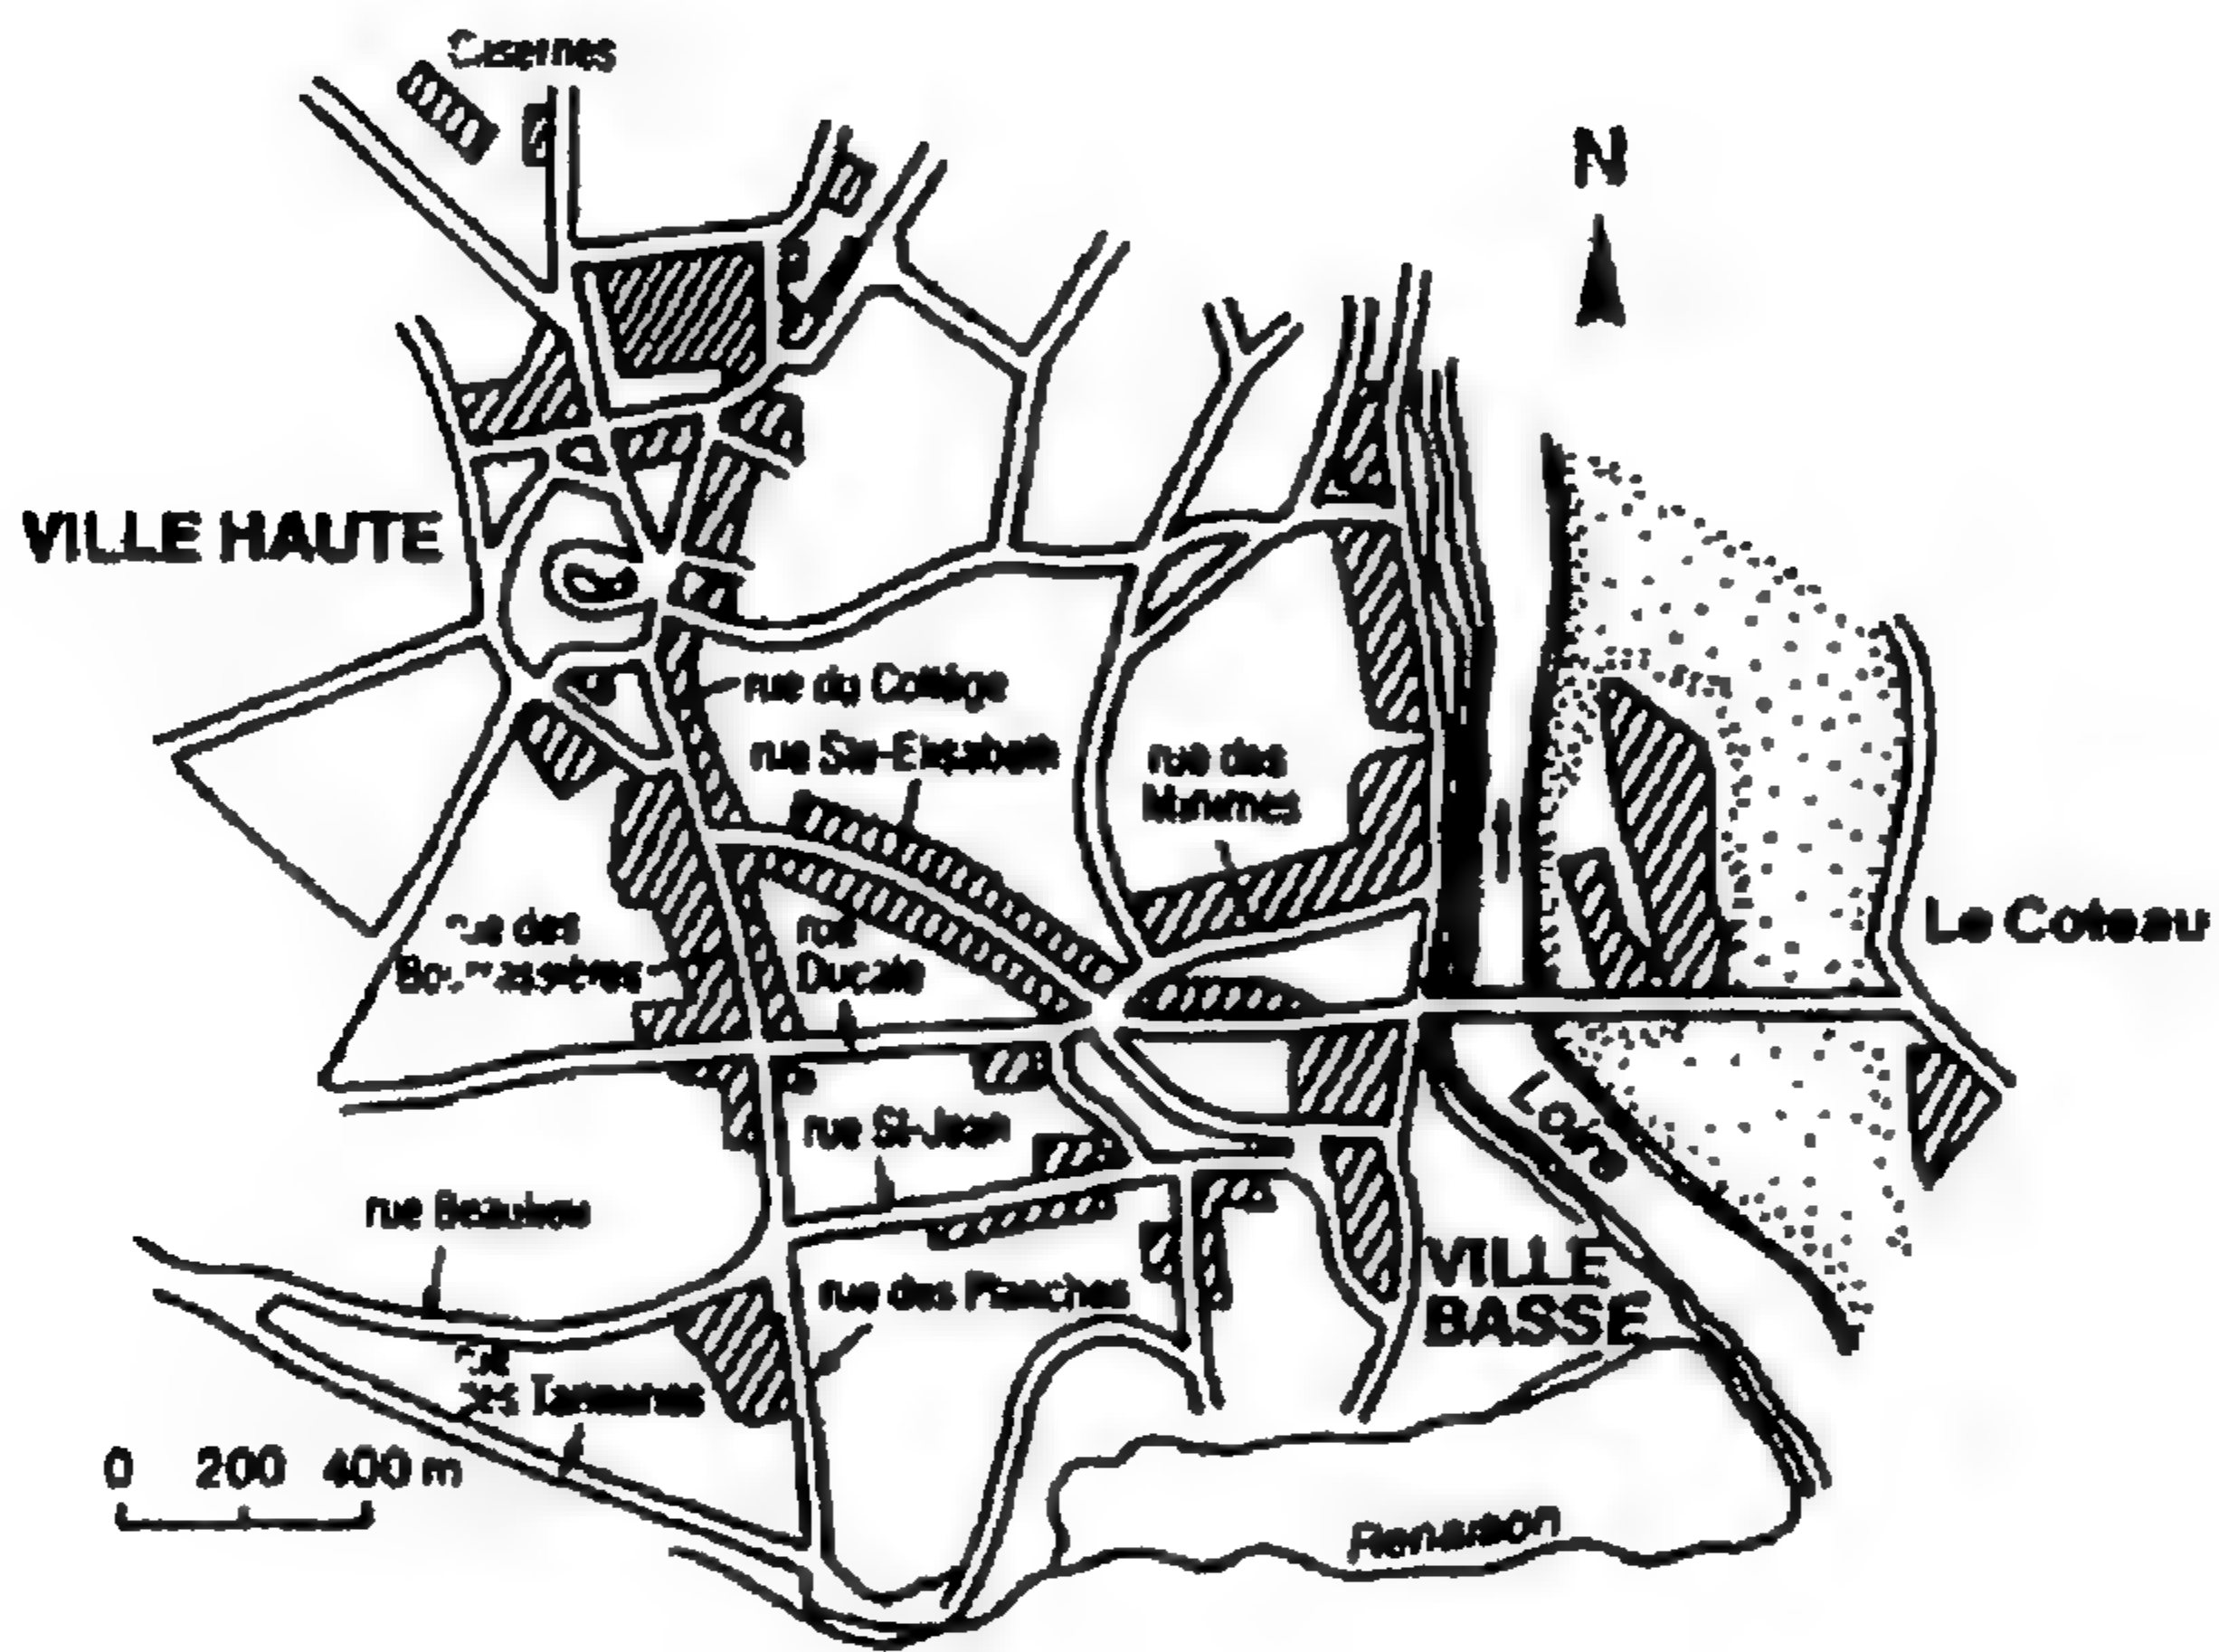 Casernes
N
VILLE HAUTE
rue du Collège
rue Ste-Elisabeth
rue des
Minimes
rue des
rue
Ducale
Le Coteau
rue St-Jean
Loire
rue Beaulieu
rue des Planches
VILLE
BASSE
rue
des Tanneries
0 200 400 m
Renaison